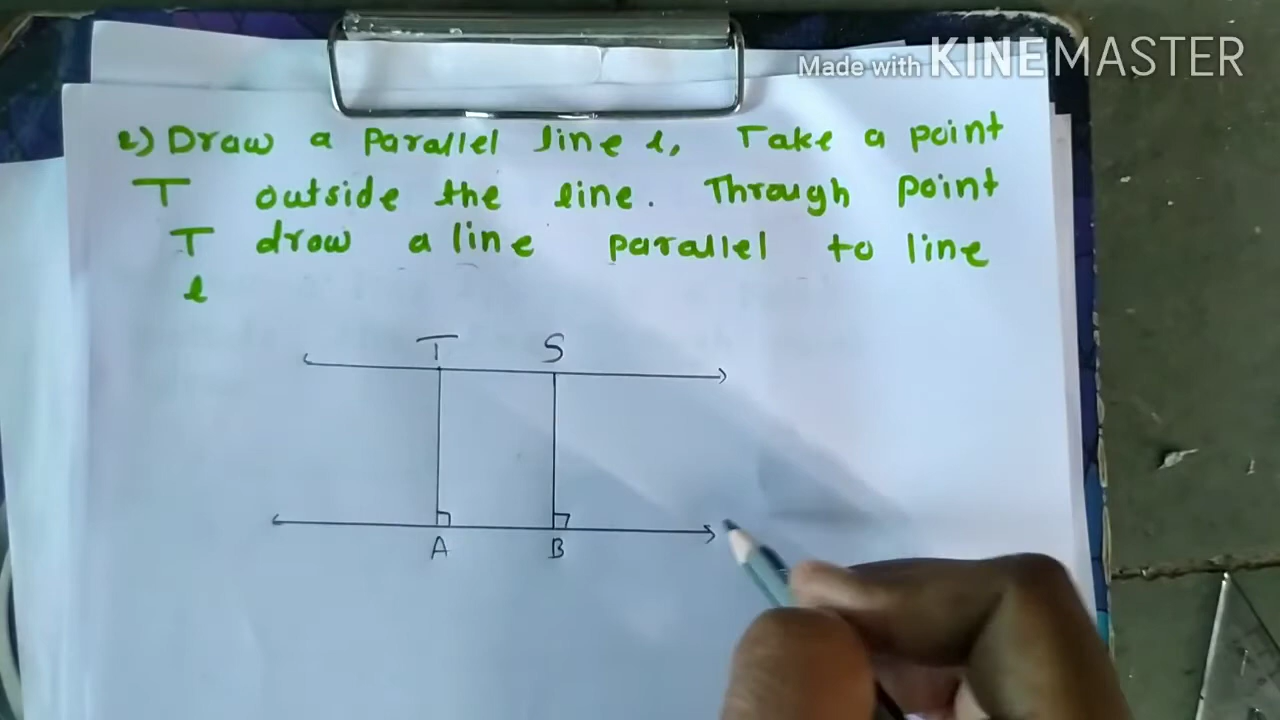 Made with KINEMASTER
2) Draw a parallel line l, Take a point
T outside the line. Through point
T draw a line parallel to line
l
T S
A B